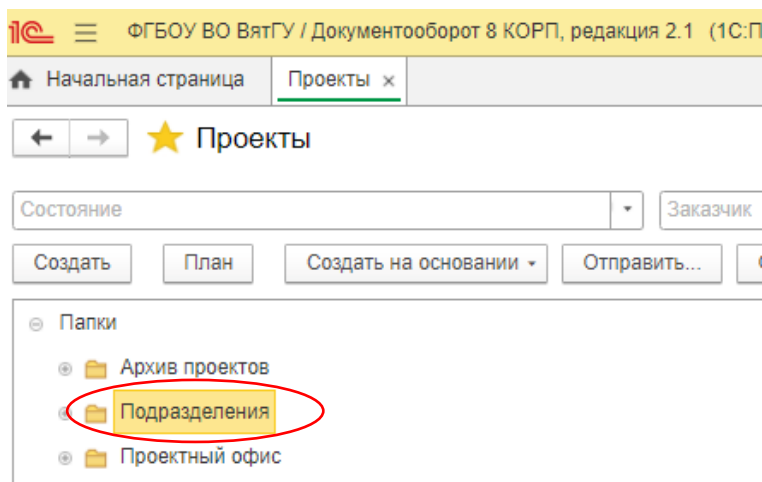 1С ФГБОУ ВО ВятГУ / Документооборот 8 КОРП, редакция 2.1 (1С:П
Начальная страница Проекты ×
Проекты
Состояние Заказчик
Создать План Создать на основании Отправить...
Папки
Архив проектов
Подразделения
Проектный офис